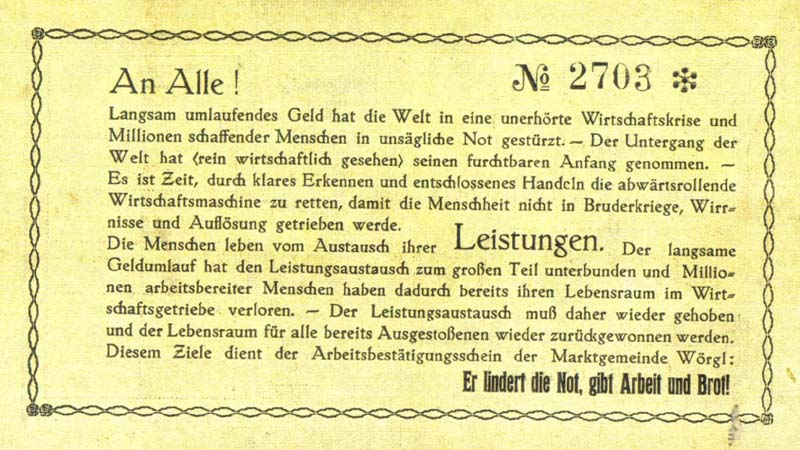 An Alle!
№ 2703 *
Langsam umlaufendes Geld hat die Welt in eine unerhörte Wirtschaftskrise und
Millionen schaffender Menschen in unsägliche Not gestürzt. – Der Untergang der
Welt hat (rein wirtschaftlich gesehen) seinen furchtbaren Anfang genommen. –
Es ist Zeit, durch klares Erkennen und entschlossenes Handeln die abwärtsrollende
Wirtschaftsmaschine zu retten, damit die Menschheit nicht in Bruderkriege, Wirr-
nisse und Auflösung getrieben werde.
Die Menschen leben vom Austausch ihrer Leistungen. Der langsame
Geldumlauf hat den Leistungsaustausch zum großen Teil unterbunden und Millio-
nen arbeitsbereiter Menschen haben dadurch bereits ihren Lebensraum im Wirt-
schaftsgetriebe verloren. – Der Leistungsaustausch muß daher wieder gehoben
und der Lebensraum für alle bereits Ausgestoßenen wieder zurückgewonnen werden.
Diesem Ziele dient der Arbeitsbestätigungsschein der Marktgemeinde Wörgl:
Er lindert die Not, gibt Arbeit und Brot!